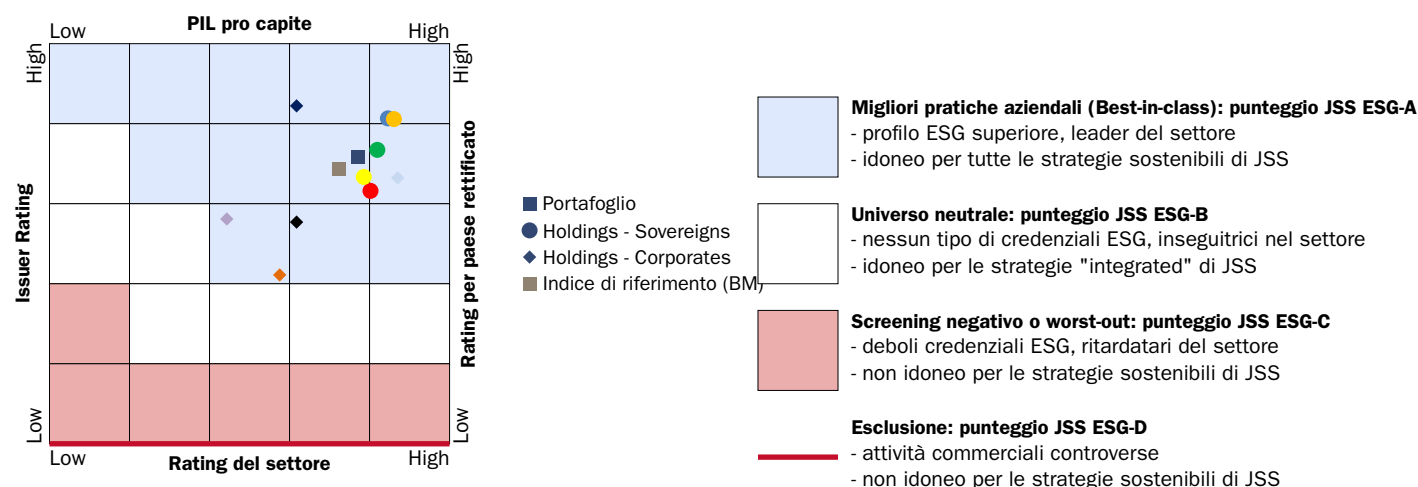 PIL pro capite
Low
High
High
High
Issuer Rating
Rating per paese rettificato
Low
Low
Low
High
Rating del settore
Portafoglio
Holdings - Sovereigns
Holdings - Corporates
Indice di riferimento (BM)
Migliori pratiche aziendali (Best-in-class): punteggio JSS ESG-A
- profilo ESG superiore, leader del settore
- idoneo per tutte le strategie sostenibili di JSS
Universo neutrale: punteggio JSS ESG-B
- nessun tipo di credenziali ESG, inseguitrici nel settore
- idoneo per le strategie "integrated" di JSS
Screening negativo o worst-out: punteggio JSS ESG-C
- deboli credenziali ESG, ritardatari del settore
- non idoneo per le strategie sostenibili di JSS
Esclusione: punteggio JSS ESG-D
- attività commerciali controverse
- non idoneo per le strategie sostenibili di JSS